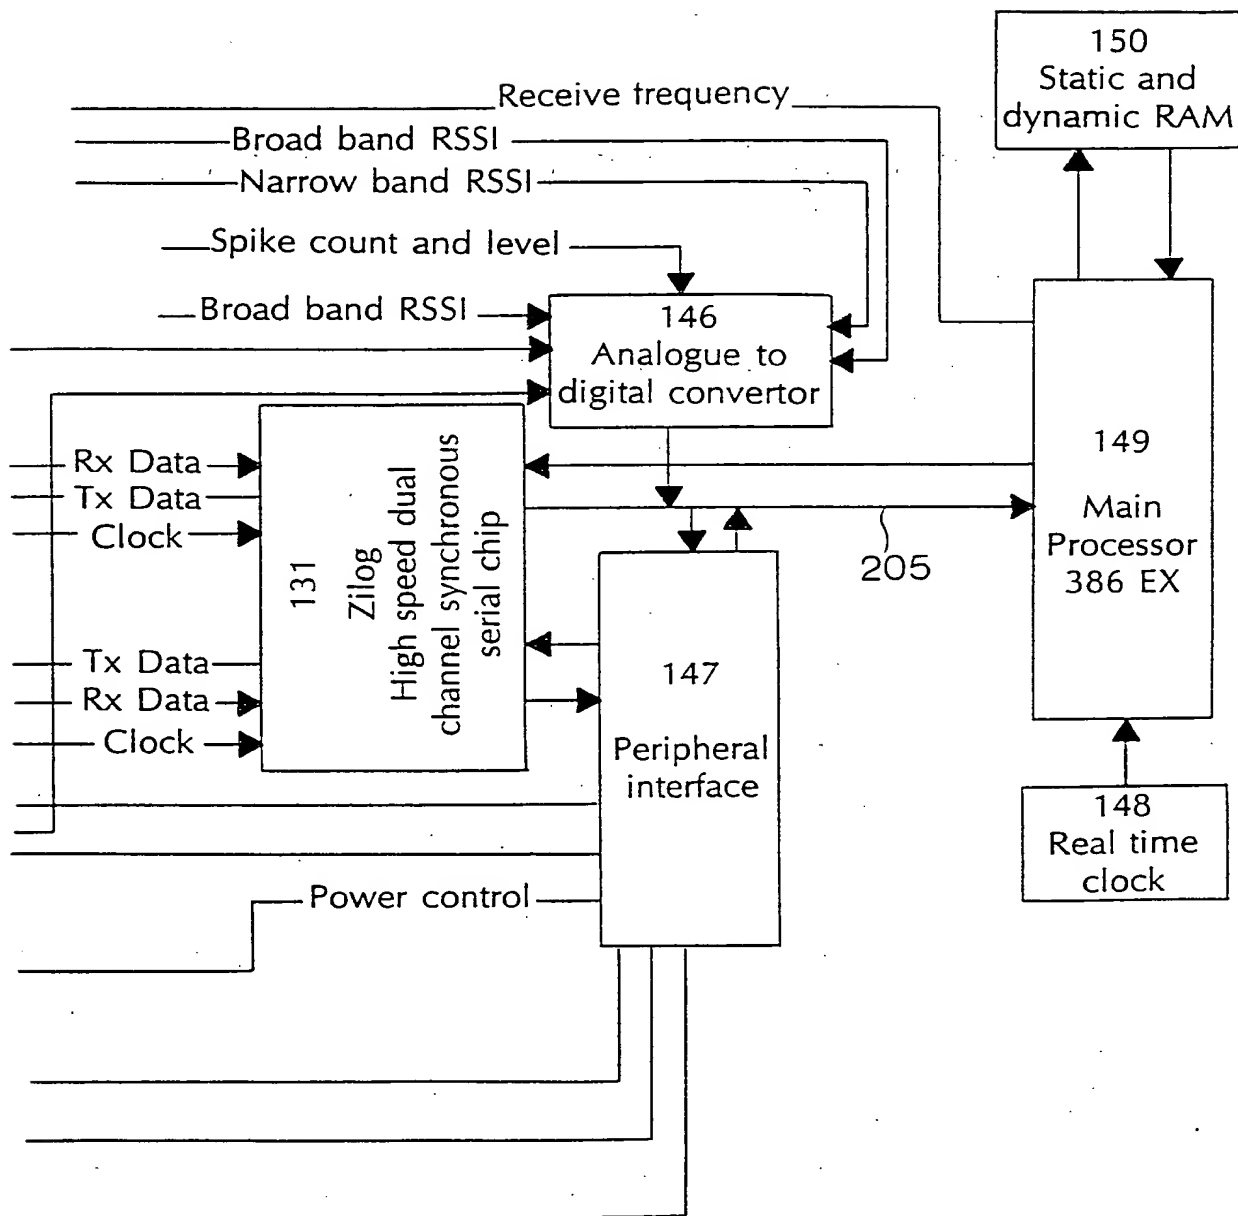 150
Static and
dynamic RAM
Receive frequency
Broad band RSSI
Narrow band RSSI
Spike count and level
Broad band RSSI
146
Analogue to
digital convertor
Rx Data
Tx Data
Clock
131
Zilog
High speed dual
channel synchronous
serial chip
Tx Data
Rx Data
Clock
149
Main
Processor
386 EX
205
147
Peripheral
interface
148
Real time
clock
Power control